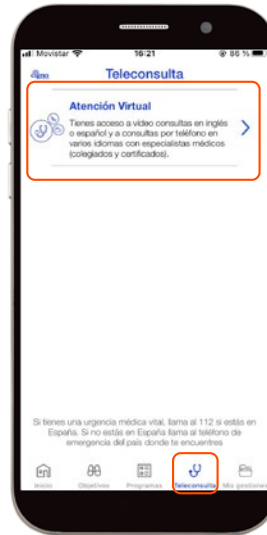 Movistar 16:21 86 %
Teleconsulta
Atención Virtual
Tienes acceso a vídeo consultas en inglés
o español y a consultas por teléfono en
varios idiomas con especialistas médicos
(colegiados y certificados).
Si tienes una urgencia médica vital, llama al 112 si estás en
España. Si no estás en España llama al teléfono de
emergencia del país donde te encuentres
Inicio Objetivos Programas Teleconsulta Mis gestiones